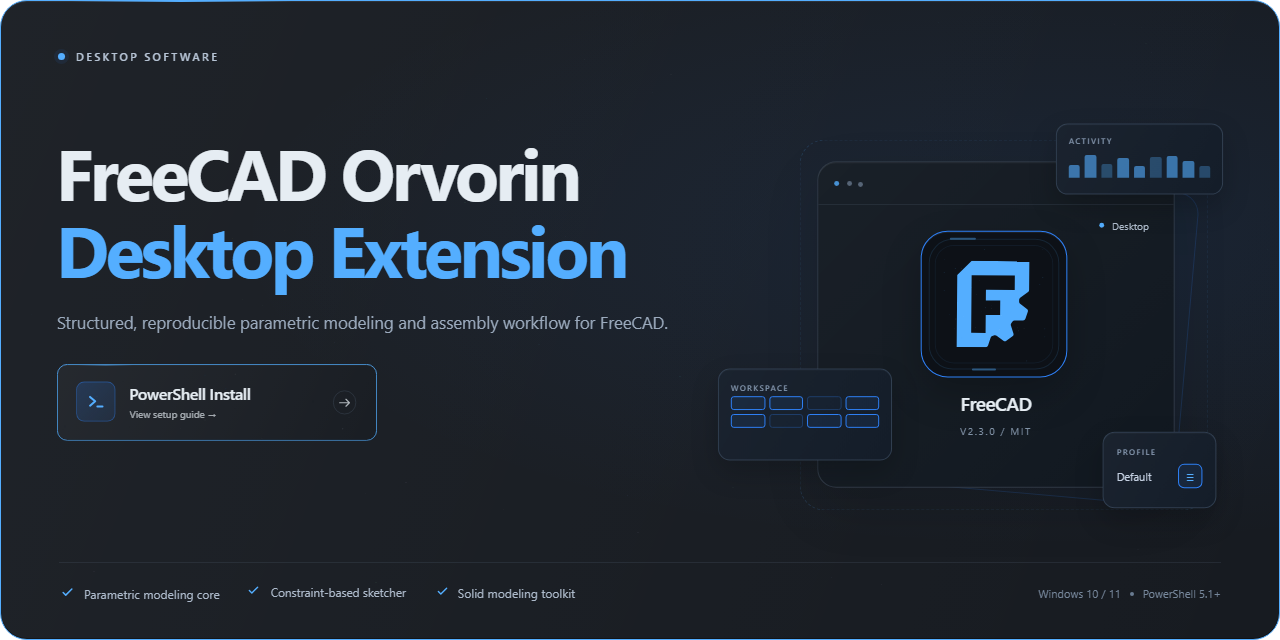 DESKTOP SOFTWARE
FreeCAD Orvorin
Desktop Extension
Structured, reproducible parametric modeling and assembly workflow for FreeCAD.
PowerShell Install
View setup guide →
ACTIVITY
Desktop
WORKSPACE
FreeCAD
V2.3.0 / MIT
PROFILE
Default
Parametric modeling core
Constraint-based sketcher
Solid modeling toolkit
Windows 10 / 11 • PowerShell 5.1+